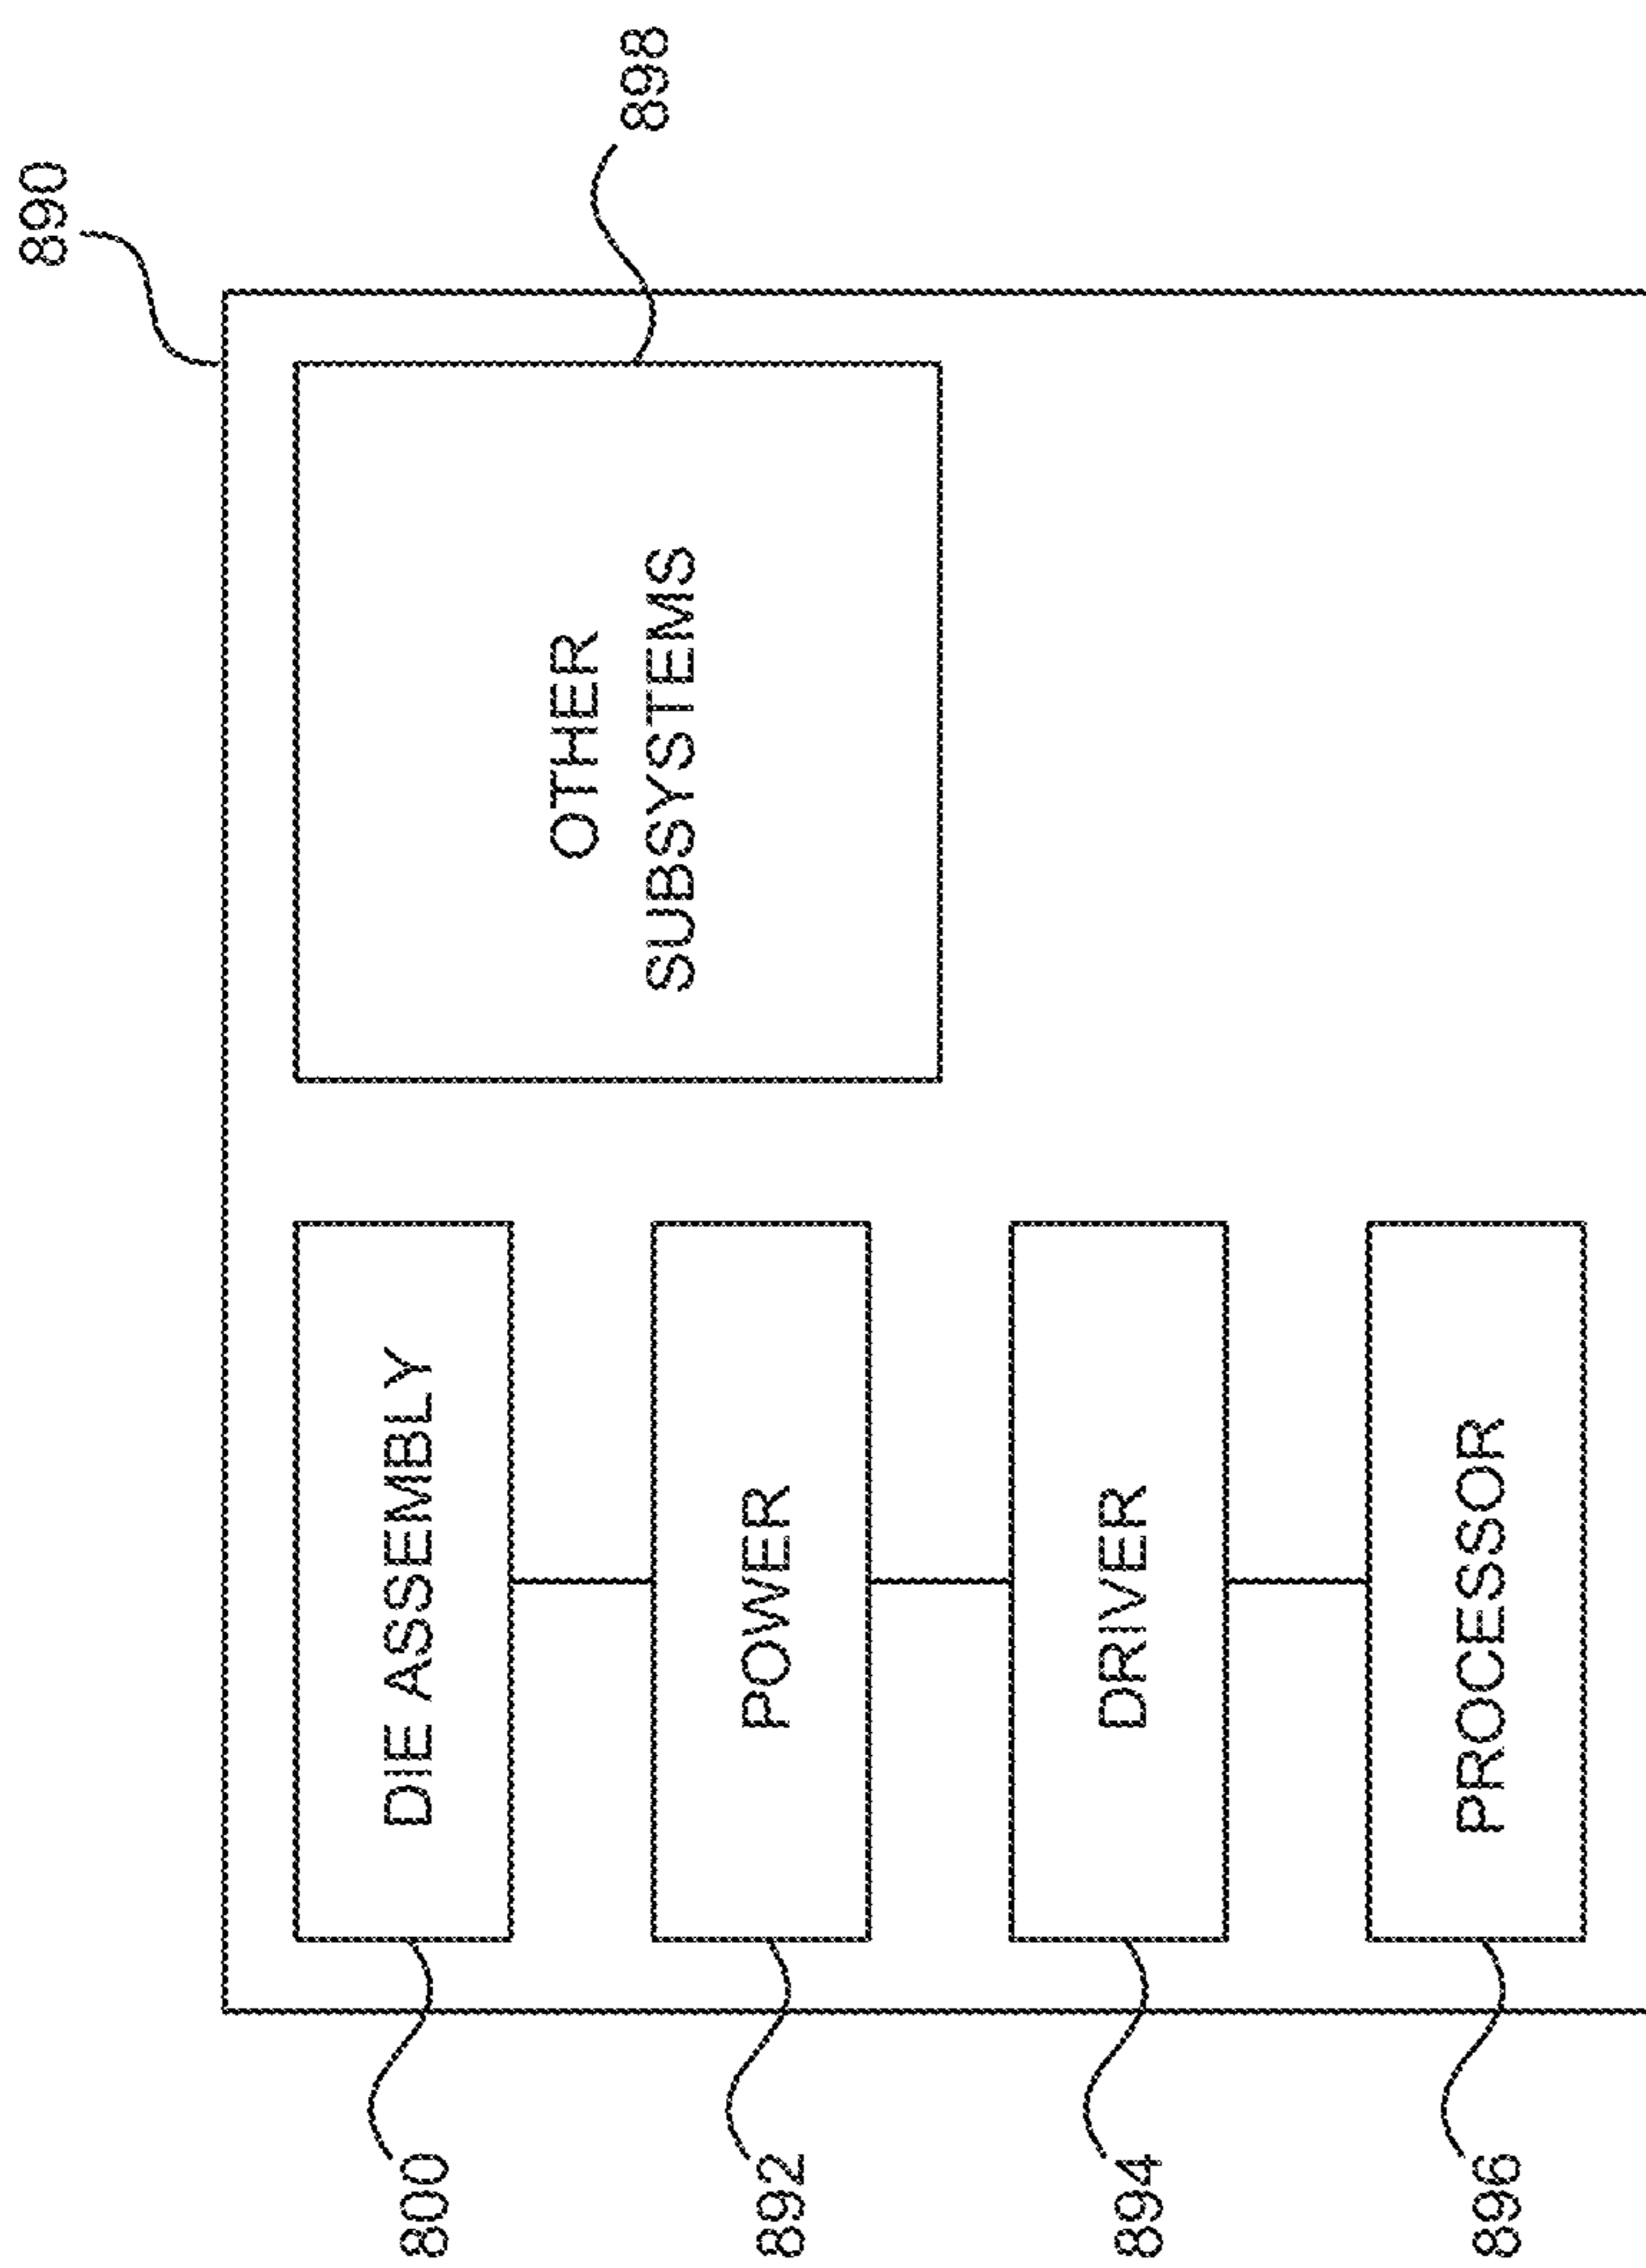 890
800
DIE ASSEMBLY
OTHER
SUBSYSTEMS
898
892
POWER
894
DRIVER
896
PROCESSOR